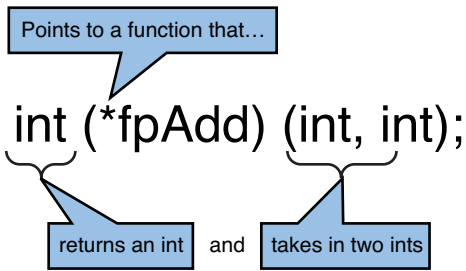 Points to a function that…
int (*fpAdd) (int, int);
returns an int and takes in two ints